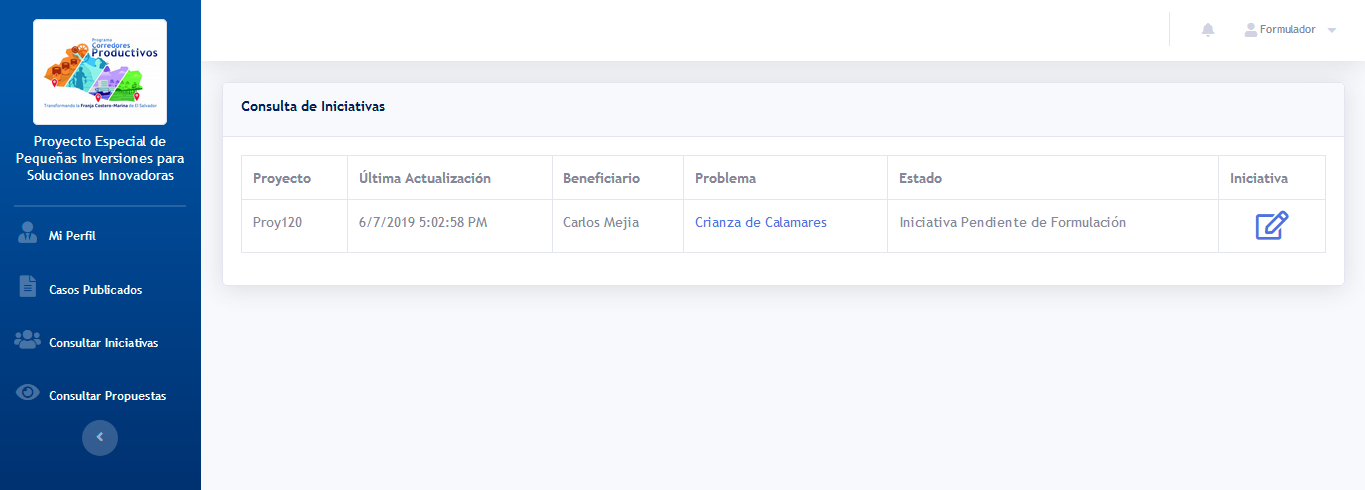 Programa
Corredores
Productivos
Transformando la Franja Costero-Marina de El Salvador
Proyecto Especial de
Pequeñas Inversiones para
Soluciones Innovadoras
Mi Perfil
Casos Publicados
Consultar Iniciativas
Consultar Propuestas
Formulador
Consulta de Iniciativas
Proyecto Última Actualización Beneficiario Problema Estado Iniciativa
Proy120 6/7/2019 5:02:58 PM Carlos Mejia Crianza de Calamares Iniciativa Pendiente de Formulación